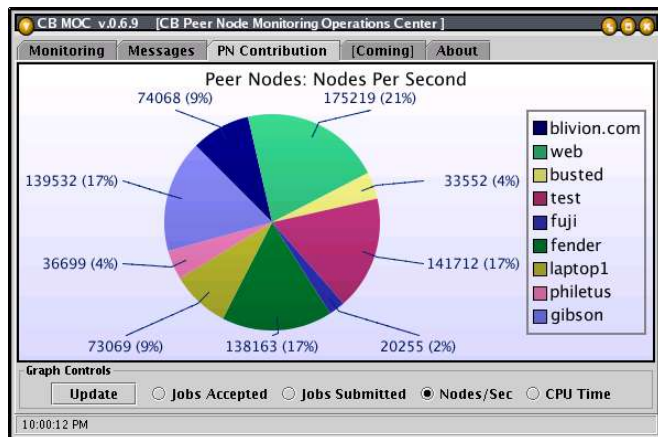 CB MOC v.0.6.9 [CB Peer Node Monitoring Operations Center ]
Monitoring Messages PN Contribution [Coming] About
Peer Nodes: Nodes Per Second
74068 (9%)
175219 (21%)
139532 (17%)
33552 (4%)
36699 (4%)
141712 (17%)
73069 (9%)
138163 (17%)
20255 (2%)
blivion.com
web
busted
test
fuji
fender
laptop1
philetus
gibson
Graph Controls
Update Jobs Accepted Jobs Submitted Nodes/Sec CPU Time
10:00:12 PM